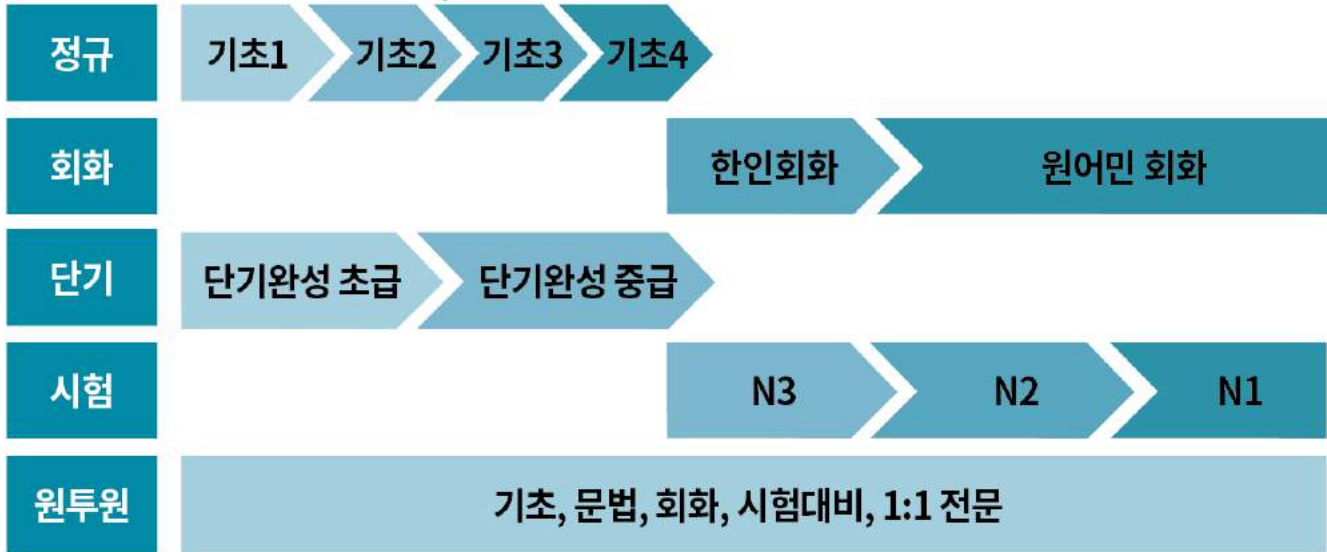 정규 기초1 기초2 기초3 기초4
회화 한인회화 원어민 회화
단기 단기완성 초급 단기완성 중급
시험 N3 N2 N1
원투원 기초, 문법, 회화, 시험대비, 1:1 전문